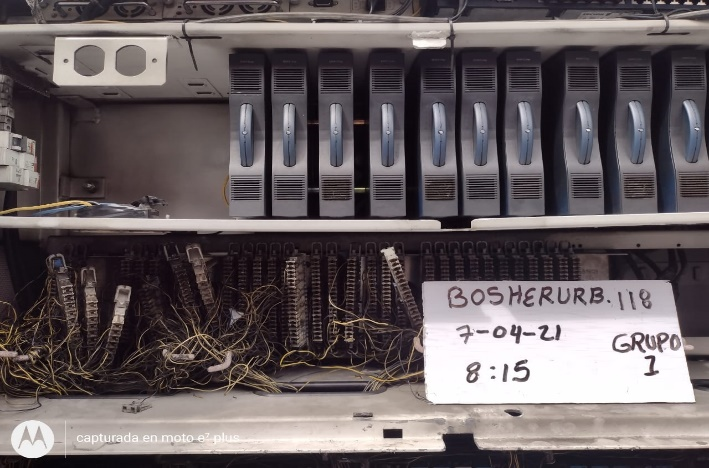 BOSHERURB.118
7-04-21
GRUPO
8:15
1
capturada en moto e⁵ plus